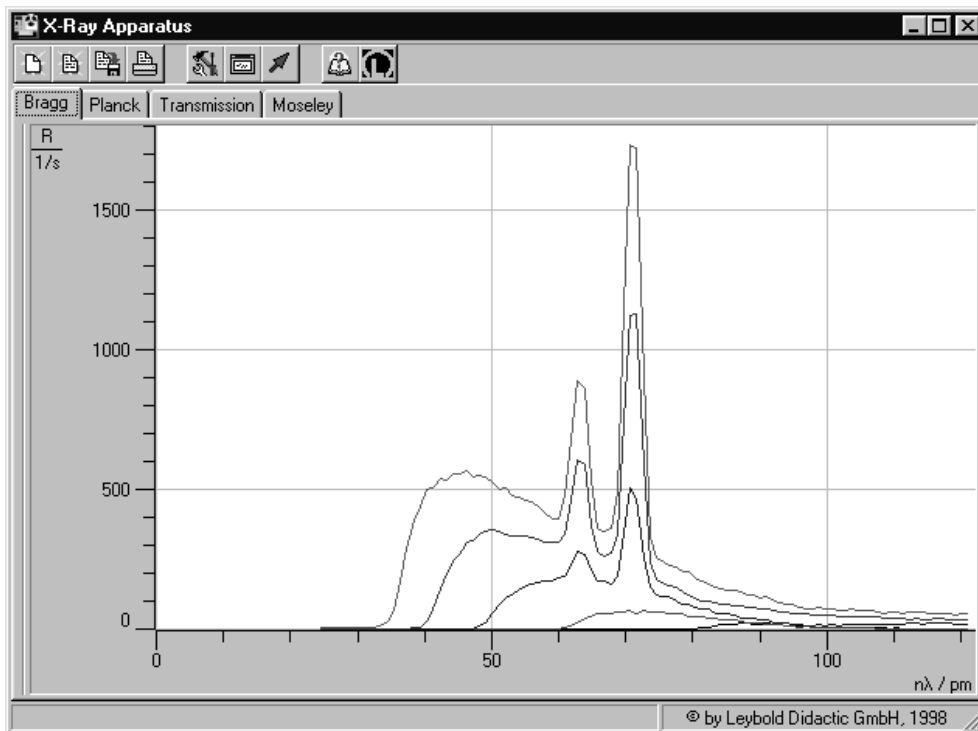 X-Ray Apparatus
Bragg Planck Transmission Moseley
R
1/s
1500
1000
500
0
0 50 100
nλ / pm
© by Leybold Didactic GmbH, 1998